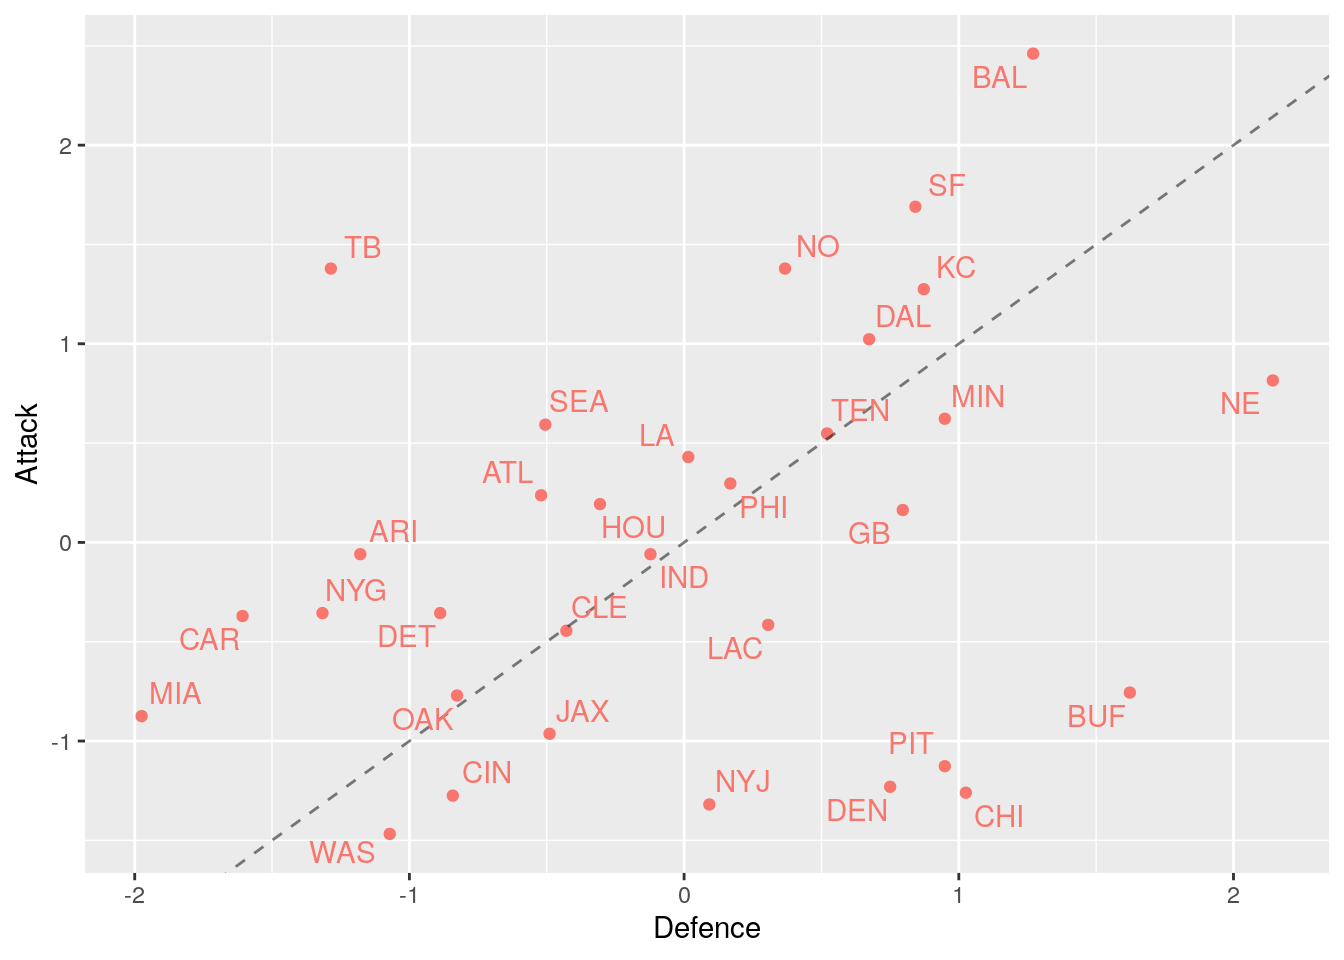 BAL
2
SF
TB
NO
KC
DAL
1
NE
MIN
SEA
TEN
LA
ATL
PHI
HOU
GB
ARI
0
IND
NYG
CLE
CAR
DET
LAC
MIA
OAK
JAX
BUF
-1
PIT
CIN
NYJ
DEN
CHI
WAS
-2
-1
0
1
2
Defence
Attack